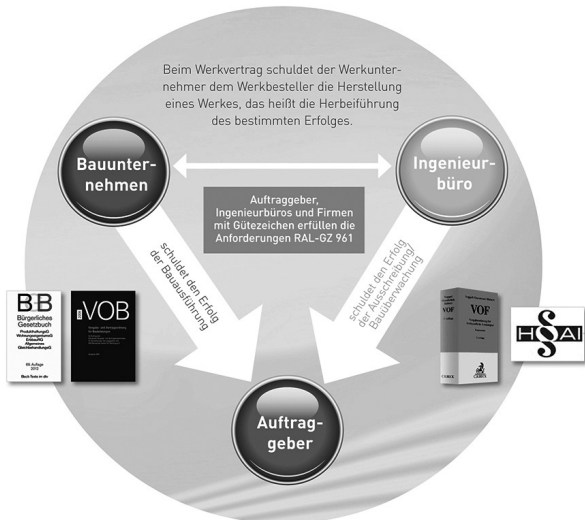 Beim Werkvertrag schuldet der Werkunter-
nehmer dem Werkbesteller die Herstellung
eines Werkes, das heißt die Herbeiführung
des bestimmten Erfolges.
Bauunter-
nehmen
Ingenieur-
büro
Auftraggeber,
Ingenieurbüros und Firmen
mit Gütezeichen erfüllen die
Anforderungen RAL-GZ 961
schuldet den Erfolg
der Bauausführung
schuldet den Erfolg
der Ausschreibung/
Bauüberwachung
BGB
Bürgerliches
Gesetzbuch
2012
VOB
VOF
VOF
HOAI
Auftrag-
geber